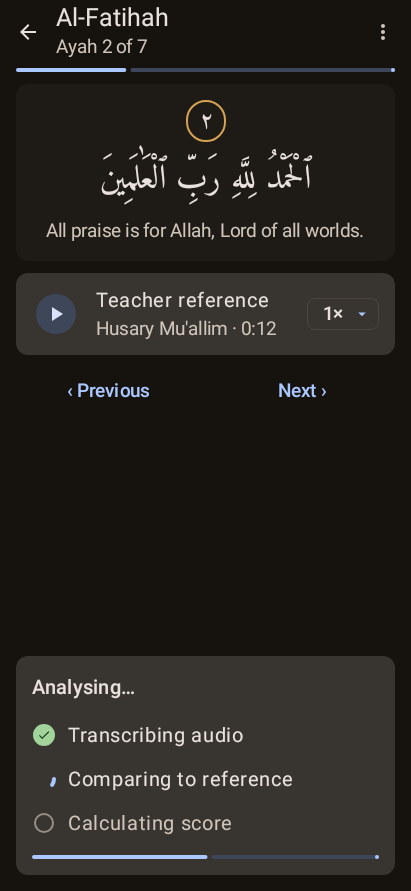 Al-Fatihah
Ayah 2 of 7
٢
ٱلْحَمْدُ لِلَّهِ رَبِّ ٱلْعَٰلَمِينَ
All praise is for Allah, Lord of all worlds.
Teacher reference
Husary Mu'allim · 0:12
1×
‹ Previous
Next ›
Analysing…
Transcribing audio
Comparing to reference
Calculating score